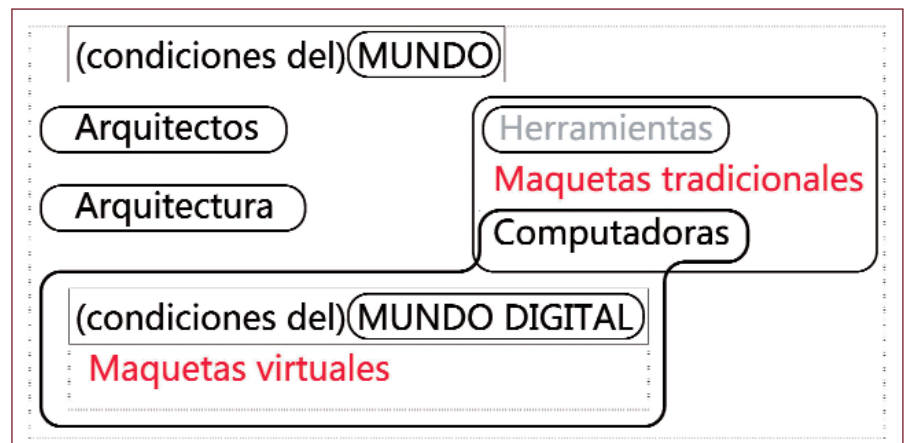 (condiciones del) MUNDO
Arquitectos
Herramientas
Maquetas tradicionales
Arquitectura
Computadoras
(condiciones del) MUNDO DIGITAL
Maquetas virtuales